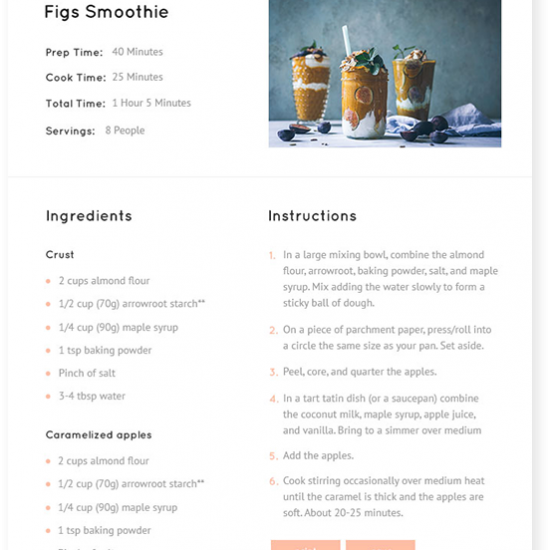 Figs Smoothie
Prep Time: 40 Minutes
Cook Time: 25 Minutes
Total Time: 1 Hour 5 Minutes
Servings: 8 People
Ingredients
Crust
2 cups almond flour
1/2 cup (70g) arrowroot starch**
1/4 cup (90g) maple syrup
1 tsp baking powder
Pinch of salt
3-4 tbsp water
Caramelized apples
2 cups almond flour
1/2 cup (70g) arrowroot starch**
1/4 cup (90g) maple syrup
1 tsp baking powder
Instructions
1. In a large mixing bowl, combine the almond
flour, arrowroot, baking powder, salt, and maple
syrup. Mix adding the water slowly to form a
sticky ball of dough.
2. On a piece of parchment paper, press/roll into
a circle the same size as your pan. Set aside.
3. Peel, core, and quarter the apples.
4. In a tart tatin dish (or a saucepan) combine
the coconut milk, maple syrup, apple juice,
and vanilla. Bring to a simmer over medium
5. Add the apples.
6. Cook stirring occasionally over medium heat
until the caramel is thick and the apples are
soft. About 20-25 minutes.